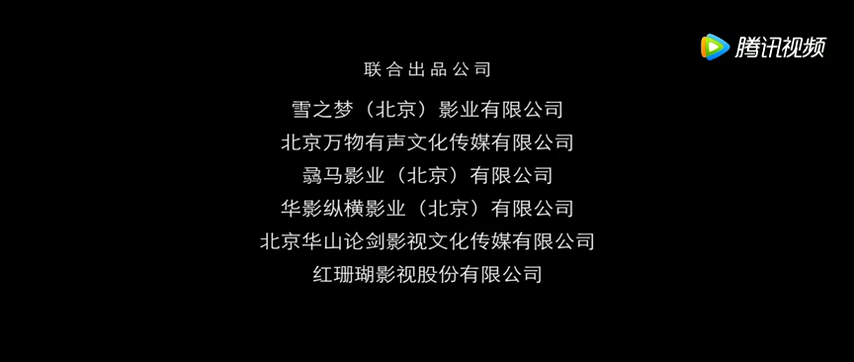 腾讯视频
联合出品公司
雪之梦（北京）影业有限公司
北京万物有声文化传媒有限公司
骉马影业（北京）有限公司
华影纵横影业（北京）有限公司
北京华山论剑影视文化传媒有限公司
红珊瑚影视股份有限公司